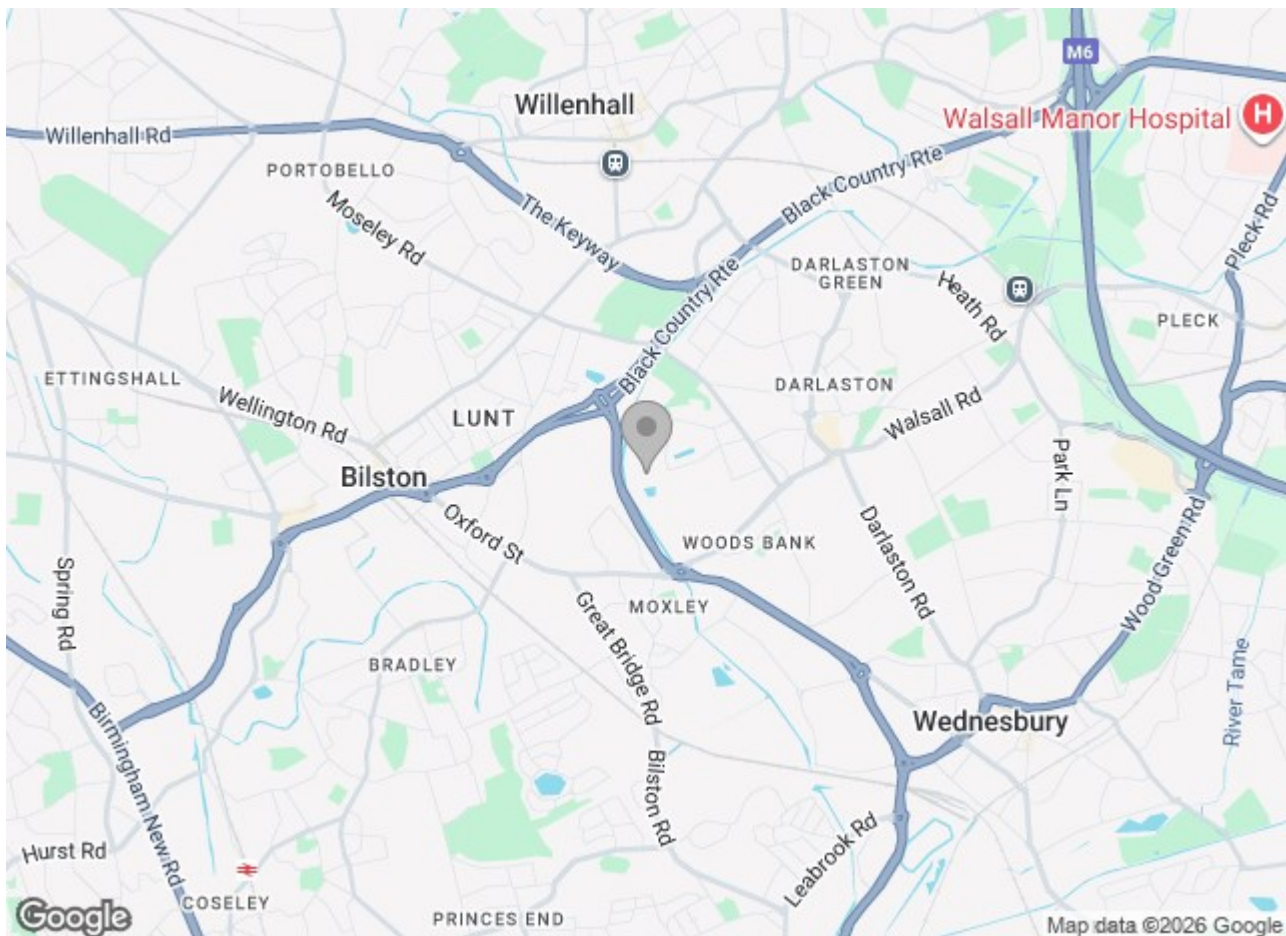 M6
Willenhall
Walsall Manor Hospital
H
Willenhall Rd
PORTOBELLO
Black Country Rte
Moseley Rd
The Keyway
Pleck Rd
DARLASTON
GREEN
Heath Rd
Black Country Rte
PLECK
ETTINGSHALL
DARLASTON
Wellington Rd
LUNT
Walsall Rd
Bilston
Park Ln
Oxford St
WOODS BANK
Darlaston Rd
Wood Green Rd
Spring Rd
MOXLEY
Great Bridge Rd
BRADLEY
River Tame
Wednesbury
Birmingham New Rd
Bilston Rd
Leabrook Rd
Hurst Rd
COSELEY
PRINCES END
Google
Map data ©2026 Google